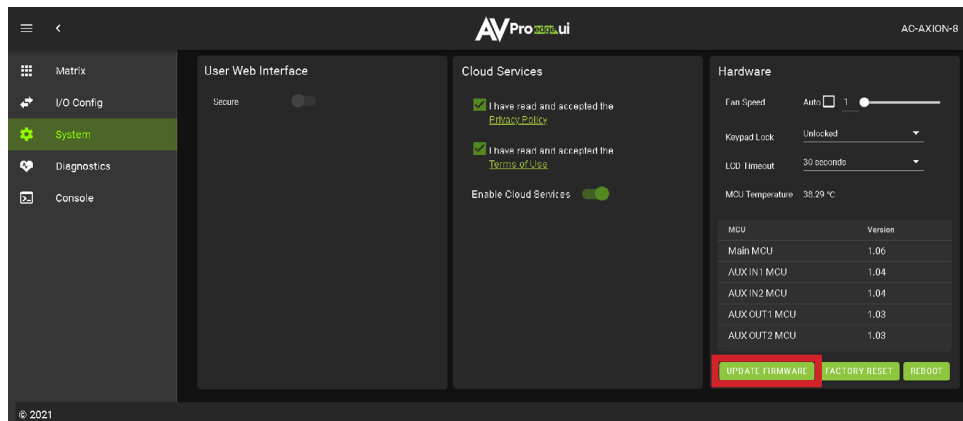 AVProedge.ui
AC-AXION-8
Matrix
I/O Config
System
Diagnostics
Console
User Web Interface
Secure
Cloud Services
I have read and accepted the
Privacy Policy
I have read and accepted the
Terms of Use
Enable Cloud Services
Hardware
Fan Speed Auto 1
Keypad Lock Unlocked
LCD Timeout 30 seconds
MCU Temperature 38.29 °C
MCU Version
Main MCU 1.06
AUX IN1 MCU 1.04
AUX IN2 MCU 1.04
AUX OUT1 MCU 1.03
AUX OUT2 MCU 1.03
UPDATE FIRMWARE FACTORY RESET REBOOT
© 2021